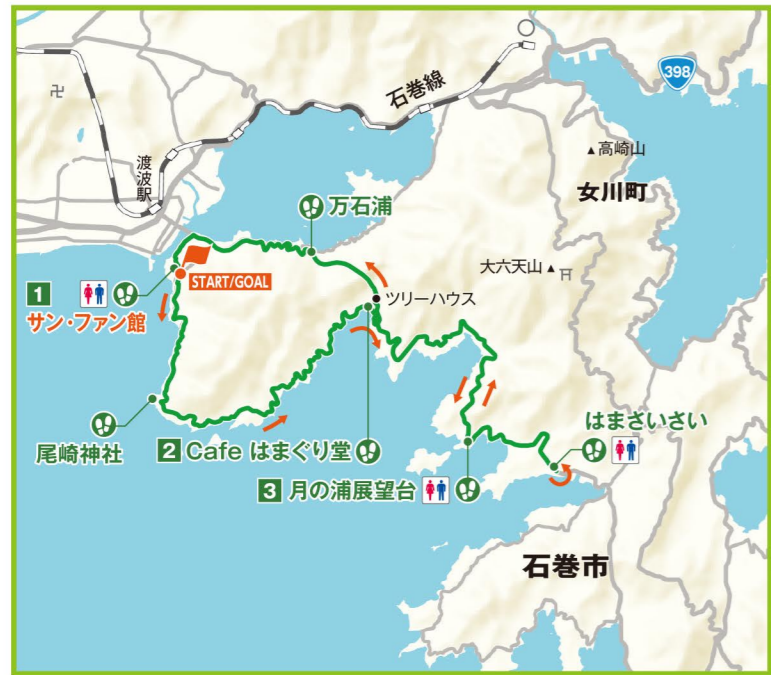 398
石巻線
▲高崎山
渡波駅
女川町
万石浦
大六天山▲
START/GOAL
ツリーハウス
1
サン・ファン館
はまさいさい
尾崎神社
2 Cafe はまぐり堂
3 月の浦展望台
石巻市